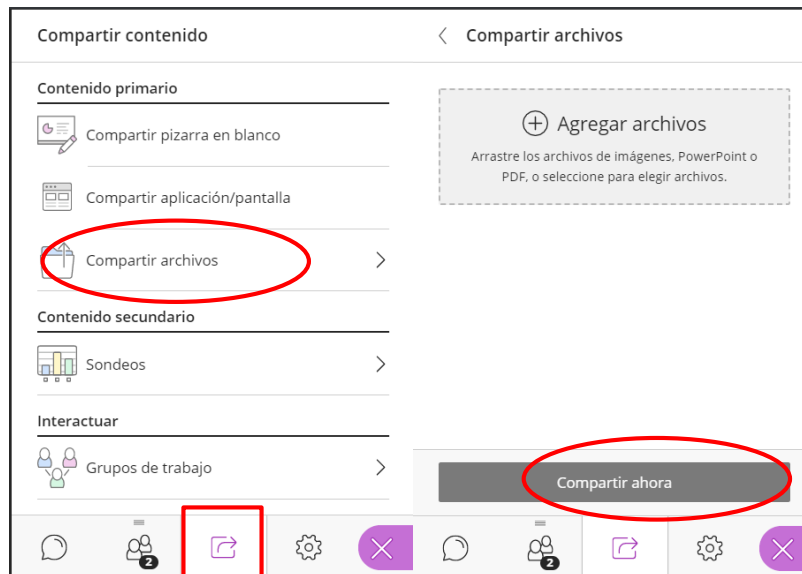 Compartir contenido
Contenido primario
Compartir pizarra en blanco
Compartir aplicación/pantalla
Compartir archivos
Contenido secundario
Sondeos
Interactuar
Grupos de trabajo
2
Compartir archivos
Agregar archivos
Arrastre los archivos de imágenes, PowerPoint o
PDF, o seleccione para elegir archivos.
Compartir ahora
2